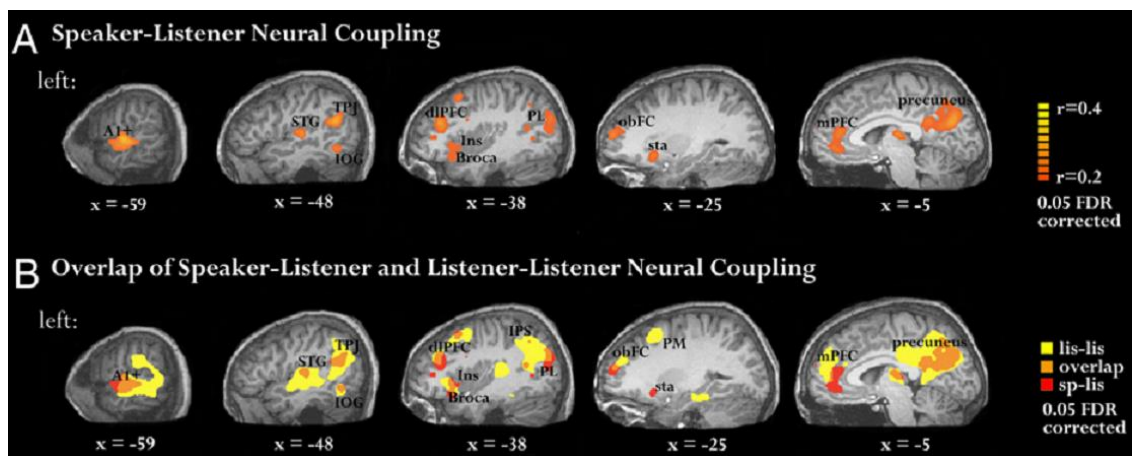 A Speaker-Listener Neural Coupling
left:
A1+
STG TPJ IOG
dlPFC Ins Broca PL
obFC sta
mPFC precuneus
x = -59 x = -48 x = -38 x = -25 x = -5
r=0.4
r=0.2
0.05 FDR
corrected
B Overlap of Speaker-Listener and Listener-Listener Neural Coupling
left:
A1+
STG TPJ IOG
dlPFC Ins Broca IPS PL
obFC PM sta
mPFC precuneus
x = -59 x = -48 x = -38 x = -25 x = -5
lis-lis
overlap
sp-lis
0.05 FDR
corrected